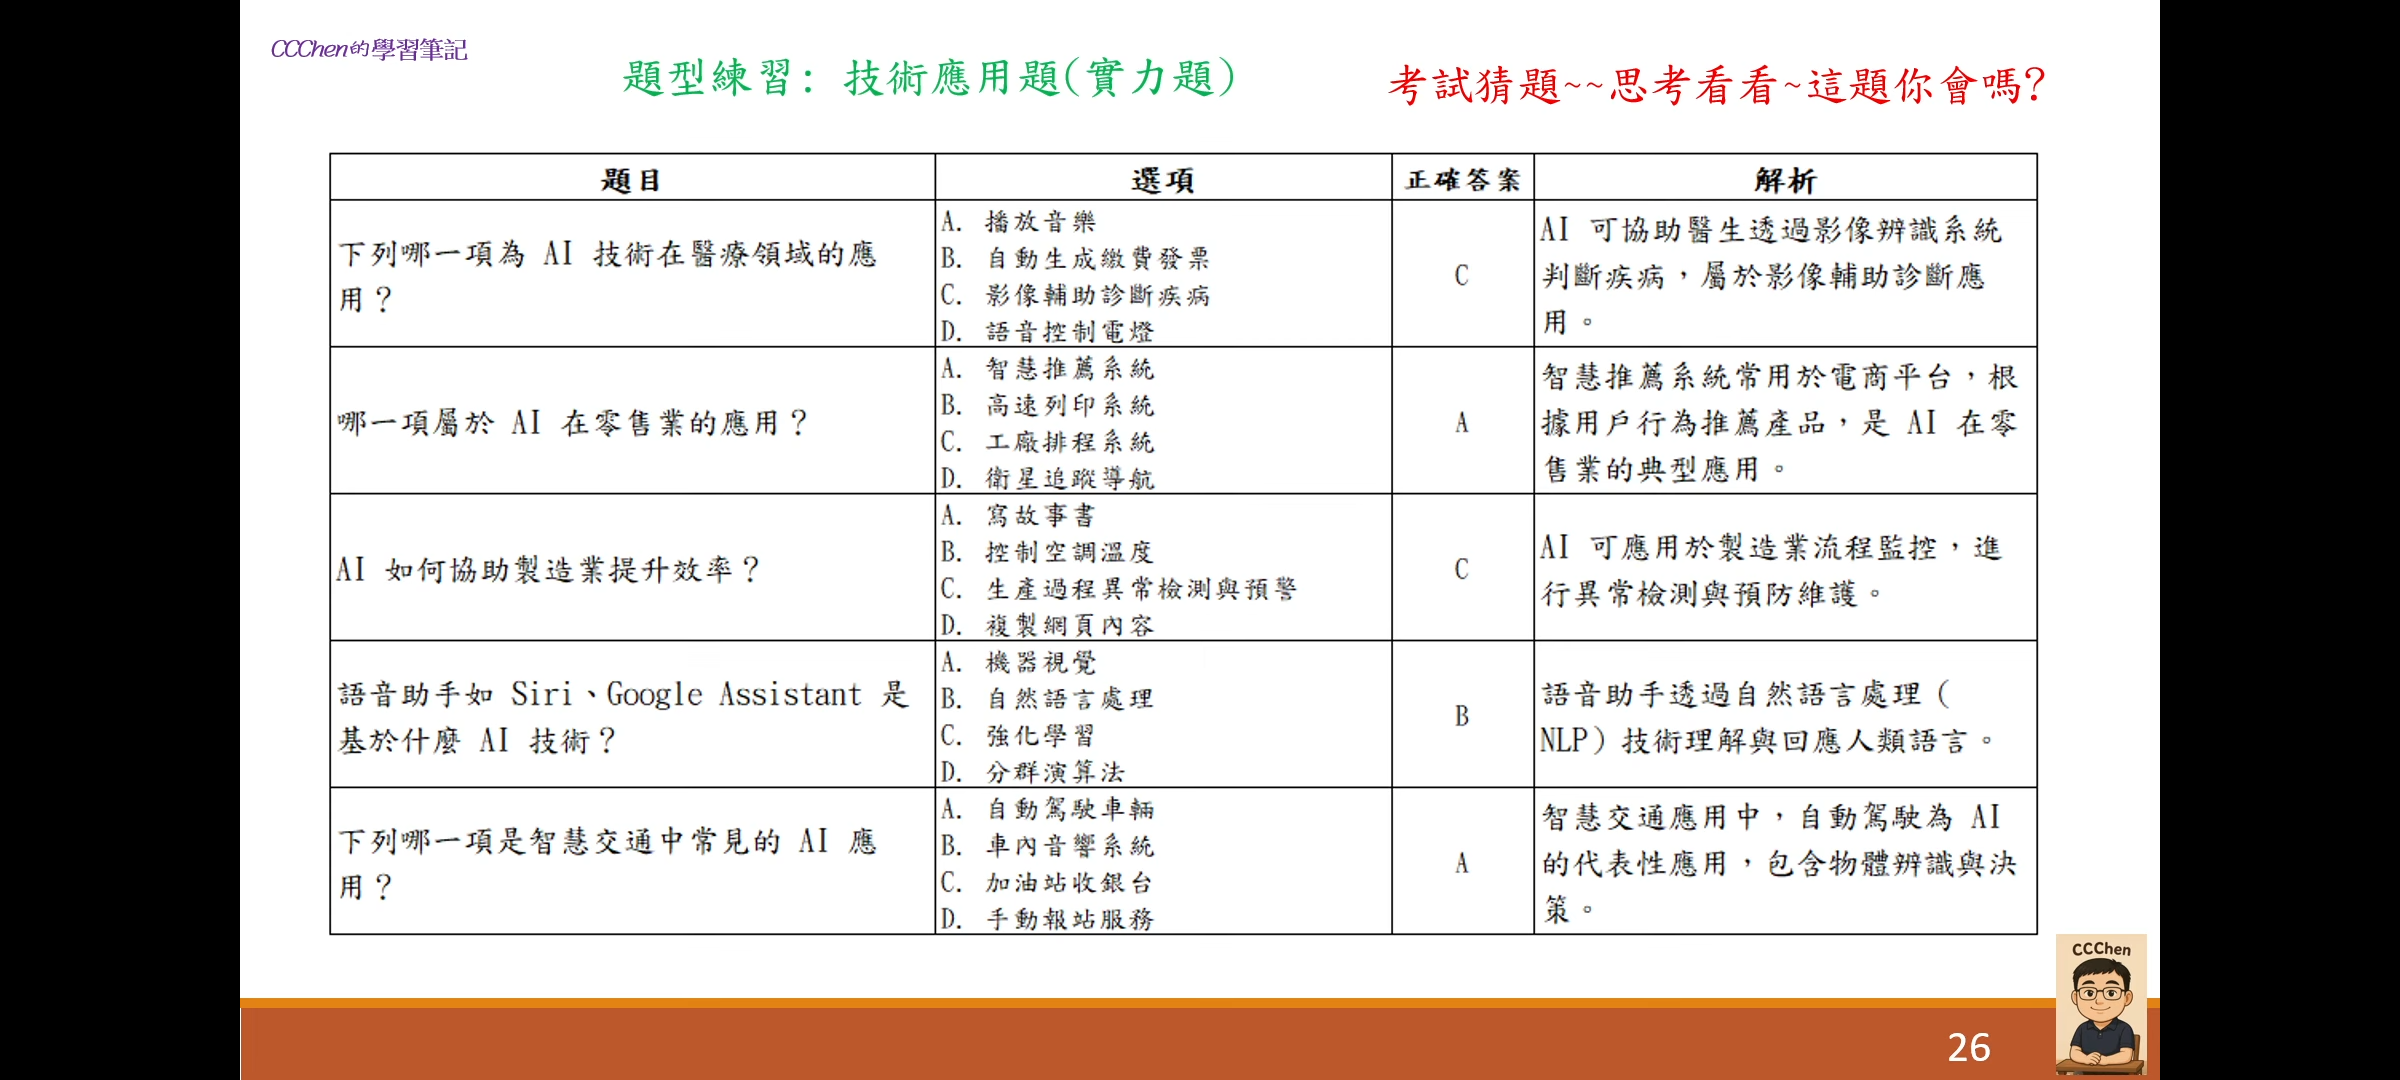 CCChen的學習筆記
題型練習: 技術應用題(實力題)
考試猜題~~思考看看~這題你會嗎?
題目 選項 正確答案 解析
下列哪一項為 AI 技術在醫療領域的應
用？
A. 播放音樂
B. 自動生成繳費發票
C. 影像輔助診斷疾病
D. 語音控制電燈
C
AI 可協助醫生透過影像辨識系統
判斷疾病，屬於影像輔助診斷應
用。
哪一項屬於 AI 在零售業的應用？
A. 智慧推薦系統
B. 高速列印系統
C. 工廠排程系統
D. 衛星追蹤導航
A
智慧推薦系統常用於電商平台，根
據用戶行為推薦產品，是 AI 在零
售業的典型應用。
AI 如何協助製造業提升效率？
A. 寫故事書
B. 控制空調溫度
C. 生產過程異常檢測與預警
D. 複製網頁內容
C
AI 可應用於製造業流程監控，進
行異常檢測與預防維護。
語音助手如 Siri、Google Assistant 是
基於什麼 AI 技術？
A. 機器視覺
B. 自然語言處理
C. 強化學習
D. 分群演算法
B
語音助手透過自然語言處理（
NLP）技術理解與回應人類語言。
下列哪一項是智慧交通中常見的 AI 應
用？
A. 自動駕駛車輛
B. 車內音響系統
C. 加油站收銀台
D. 手動報站服務
A
智慧交通應用中，自動駕駛為 AI
的代表性應用，包含物體辨識與決
策。
CCChen
26